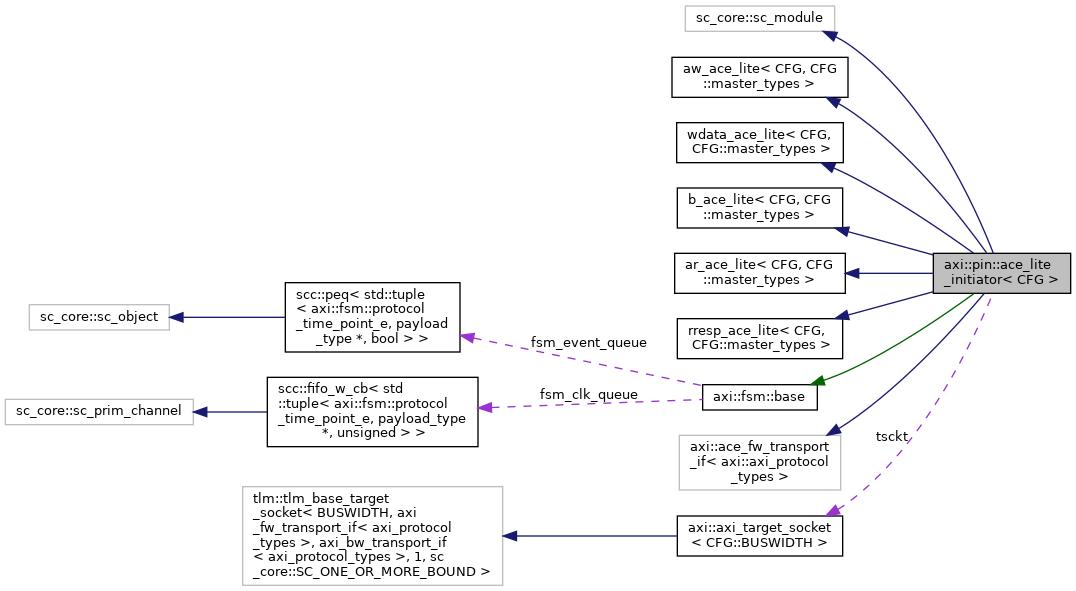 sc_core::sc_module
aw_ace_lite< CFG, CFG
::master_types >
wdata_ace_lite< CFG,
CFG::master_types >
b_ace_lite< CFG, CFG
::master_types >
ar_ace_lite< CFG, CFG
::master_types >
axi::pin::ace_lite
_initiator< CFG >
rresp_ace_lite< CFG,
CFG::master_types >
scc::peq< std::tuple
< axi::fsm::protocol
_time_point_e, payload
_type *, bool > >
sc_core::sc_object
fsm_event_queue
scc::fifo_w_cb< std
::tuple< axi::fsm::protocol
_time_point_e, payload_type
*, unsigned > >
sc_core::sc_prim_channel
fsm_clk_queue
axi::fsm::base
axi::ace_fw_transport
_if< axi::axi_protocol
_types >
tsckt
tlm::tlm_base_target
_socket< BUSWIDTH, axi
_fw_transport_if< axi_protocol
_types >, axi_bw_transport_if
< axi_protocol_types >, 1, sc
_core::SC_ONE_OR_MORE_BOUND >
axi::axi_target_socket
< CFG::BUSWIDTH >